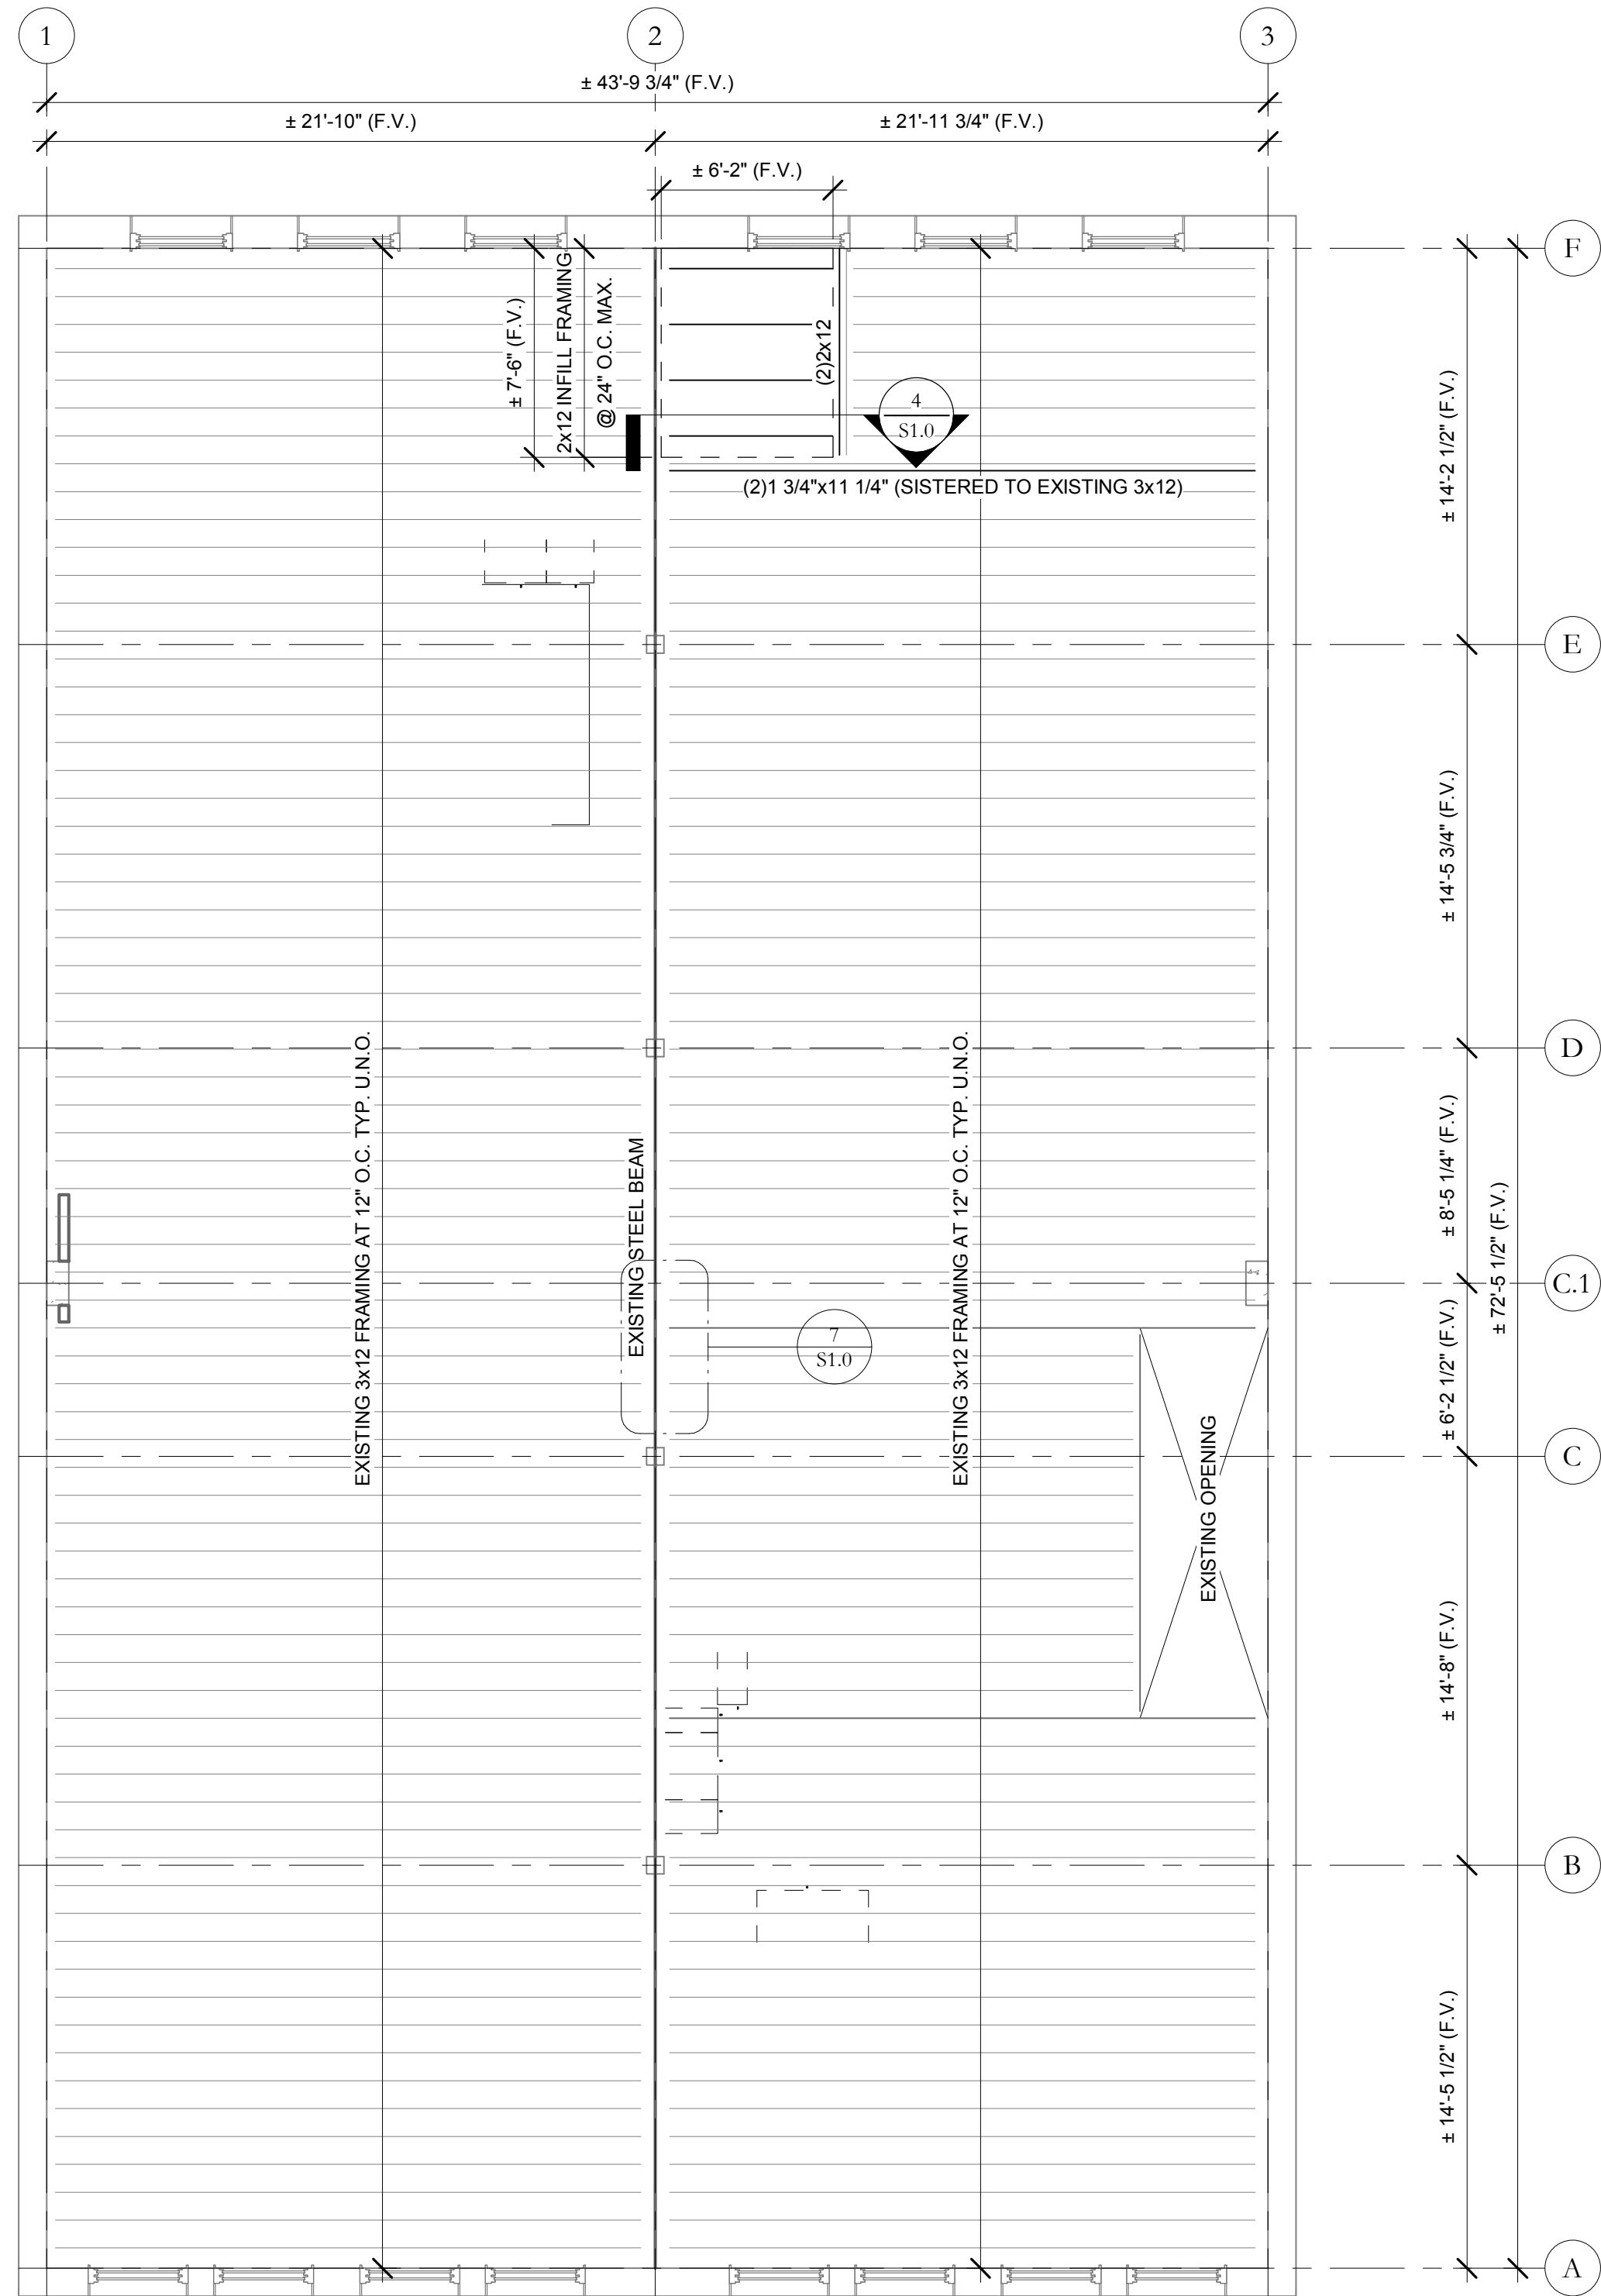 1
2
3
± 43'-9 3/4" (F.V.)
± 21'-10" (F.V.)
± 21'-11 3/4" (F.V.)
± 6'-2" (F.V.)
F
± 7'-6" (F.V.)
2x12 INFILL FRAMING
@ 24" O.C. MAX.
(2)2x12
4
S1.0
(2)1 3/4"x11 1/4" (SISTERED TO EXISTING 3x12)
± 14'-2 1/2" (F.V.)
E
± 14'-5 3/4" (F.V.)
D
EXISTING 3x12 FRAMING AT 12" O.C. TYP. U.N.O.
EXISTING STEEL BEAM
EXISTING 3x12 FRAMING AT 12" O.C. TYP. U.N.O.
± 8'-5 1/4" (F.V.)
± 72'-5 1/2" (F.V.)
C.1
7
S1.0
± 6'-2 1/2" (F.V.)
C
EXISTING OPENING
± 14'-8" (F.V.)
B
± 14'-5 1/2" (F.V.)
A